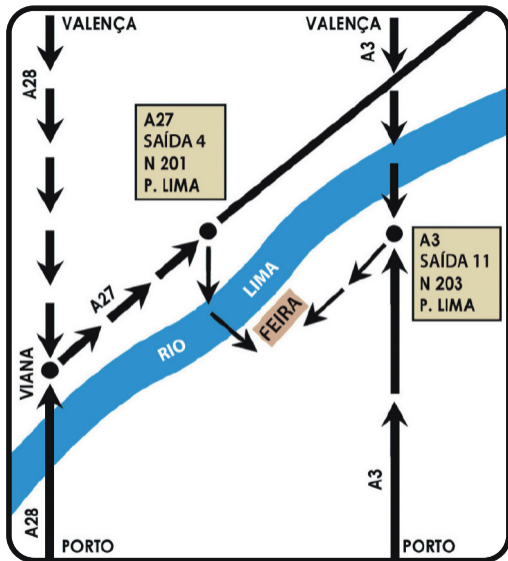 VALENÇA
VALENÇA
A28
A3
A27
SAÍDA 4
N 201
P. LIMA
A3
SAÍDA 11
N 203
P. LIMA
A27
LIMA
FEIRA
RIO
VIANA
A28
A3
PORTO
PORTO